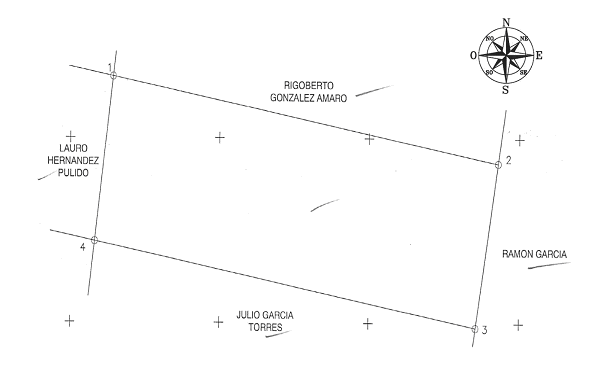 N
NO NE
O E
SO SE
S
1
RIGOBERTO
GONZALEZ AMARO
LAURO
HERNANDEZ
PULIDO
2
4
RAMON GARCIA
JULIO GARCIA
TORRES
3